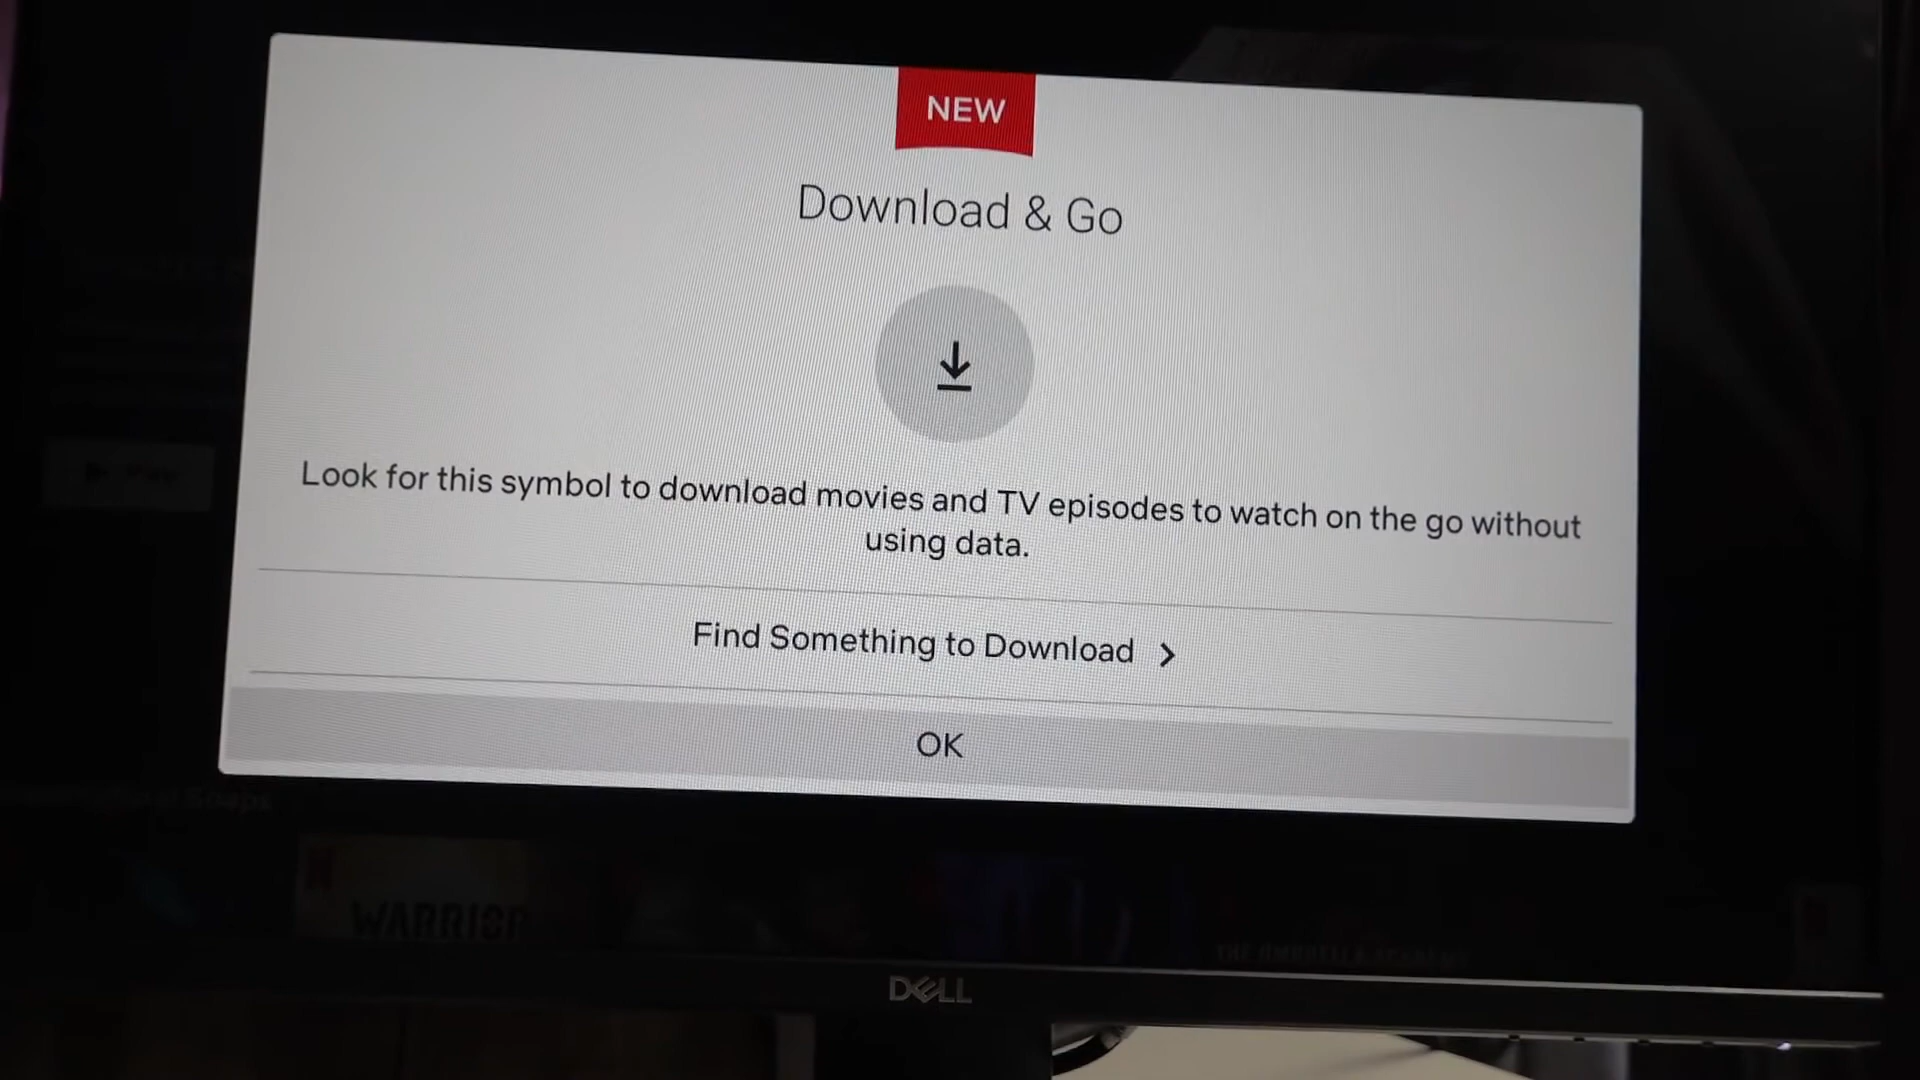 NEW
Download & Go
Look for this symbol to download movies and TV episodes to watch on the go without
using data.
Find Something to Download
OK
WARRIOR
DELL